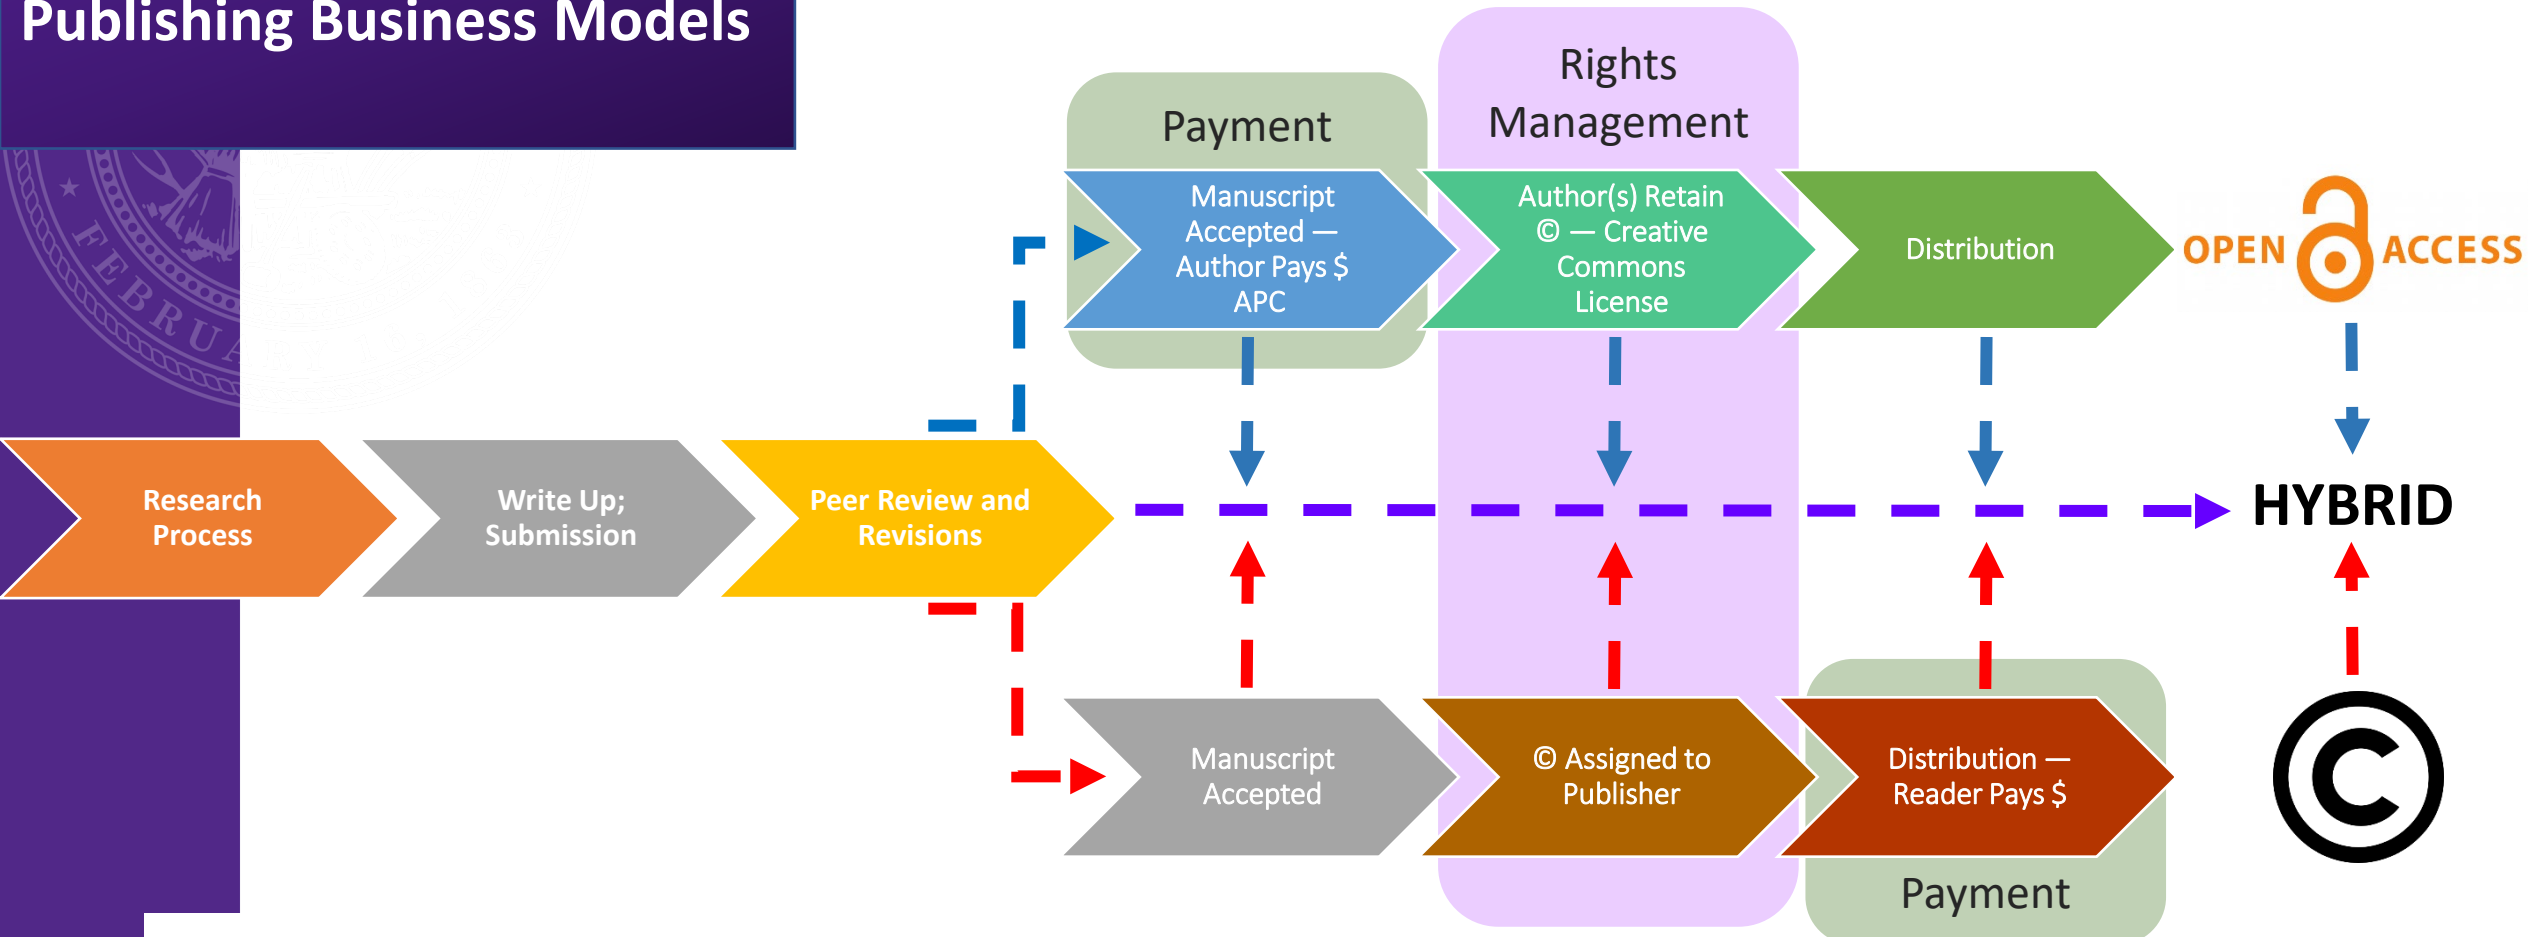 Publishing Business Models
★ FEBRUARY
Payment
Rights
Management
Manuscript
Accepted —
Author Pays $
APC
Author(s) Retain
© — Creative
Commons
License
Distribution
OPEN ACCESS
Research
Process
Write Up;
Submission
Peer Review and
Revisions
HYBRID
Manuscript
Accepted
© Assigned to
Publisher
Distribution —
Reader Pays $
Payment
©